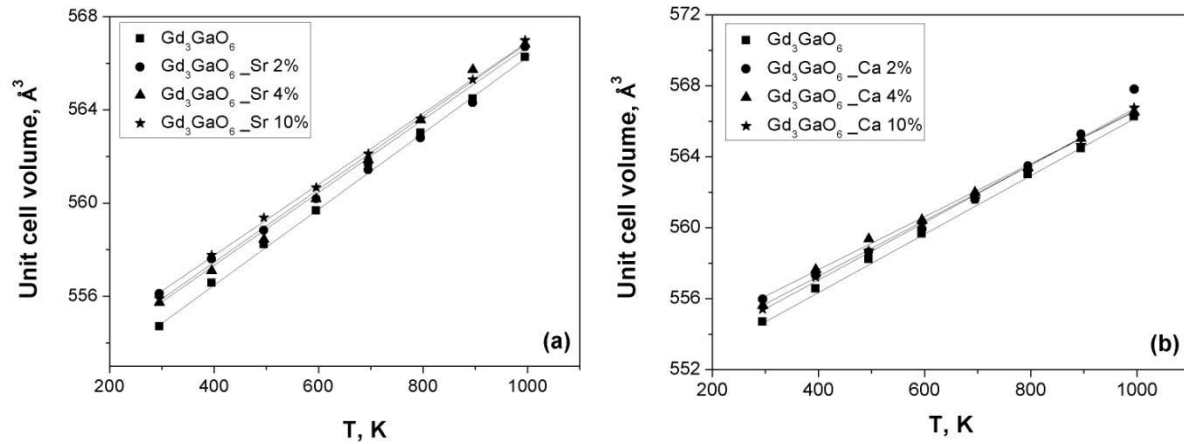 568
564
560
556
Unit cell volume, Å³
Gd₃GaO₆
Gd₃GaO₆_Sr 2%
Gd₃GaO₆_Sr 4%
Gd₃GaO₆_Sr 10%
(a)
200 400 600 800 1000
T, K
572
568
564
560
556
552
Unit cell volume, Å³
Gd₃GaO₆
Gd₃GaO₆_Ca 2%
Gd₃GaO₆_Ca 4%
Gd₃GaO₆_Ca 10%
(b)
200 400 600 800 1000
T, K